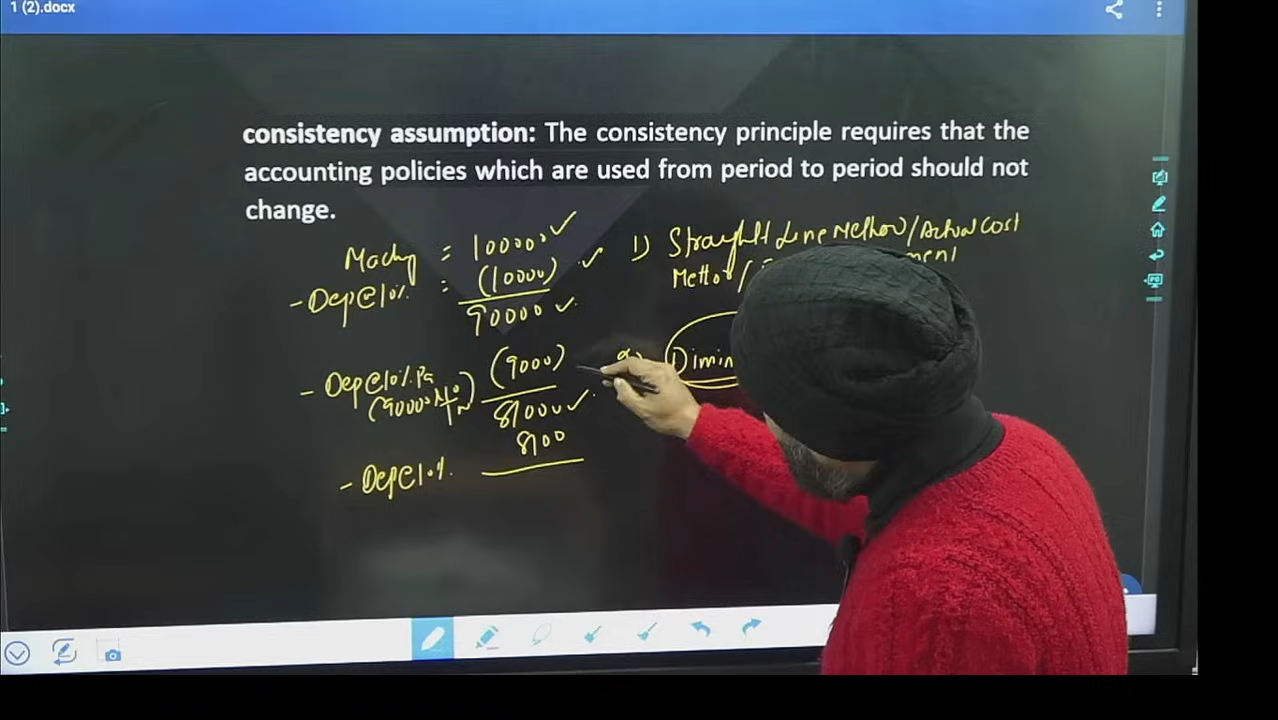 1 (2).docx
consistency assumption: The consistency principle requires that the
accounting policies which are used from period to period should not
change.
Machy = 100000 ✓
- Dep@10% = (10000) ✓
90000 ✓
- Dep@10% Pa (9000)
(90000 x
81000 ✓
8100
- Dep@10%.
1) Straight Line Method/Actual Cost
Method/
Dimin